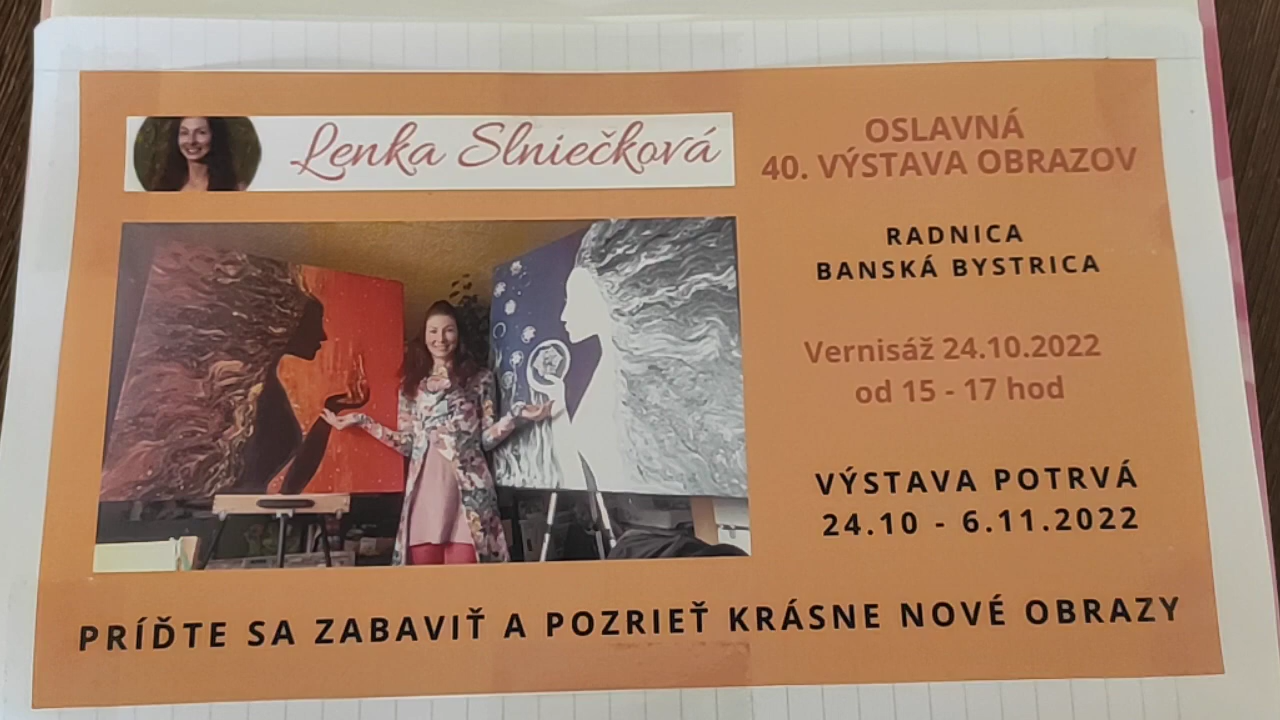 Lenka Slniečková
OSLAVNÁ
40. VÝSTAVA OBRAZOV
RADNICA
BANSKÁ BYSTRICA
Vernisáž 24.10.2022
od 15 - 17 hod
VÝSTAVA POTRVÁ
24.10 - 6.11.2022
PRÍĎTE SA ZABAVIŤ A POZRIEŤ KRÁSNE NOVÉ OBRAZY